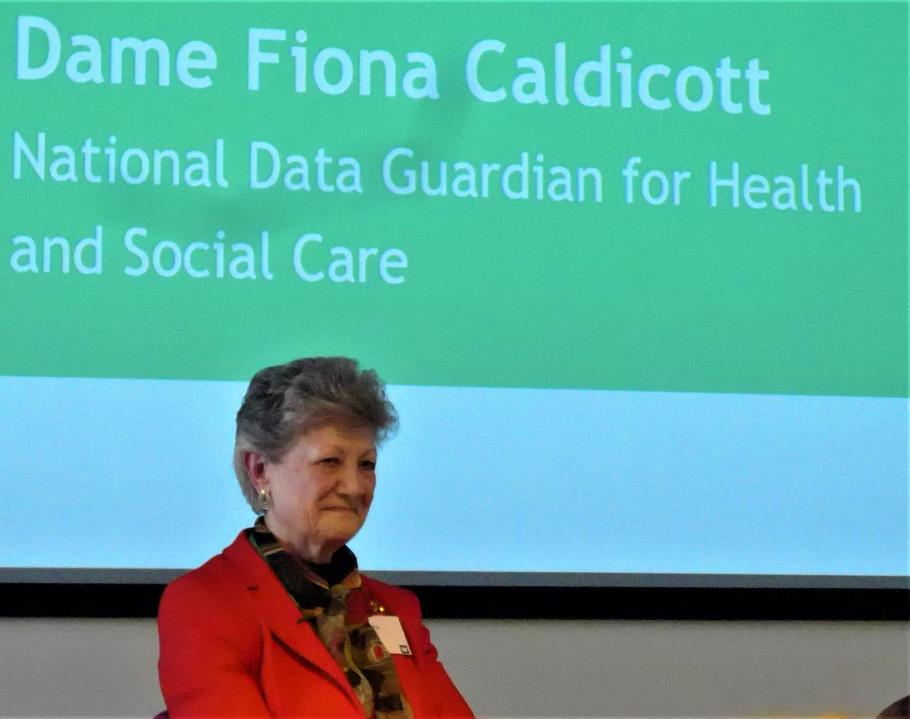 Dame Fiona Caldicott
National Data Guardian for Health
and Social Care